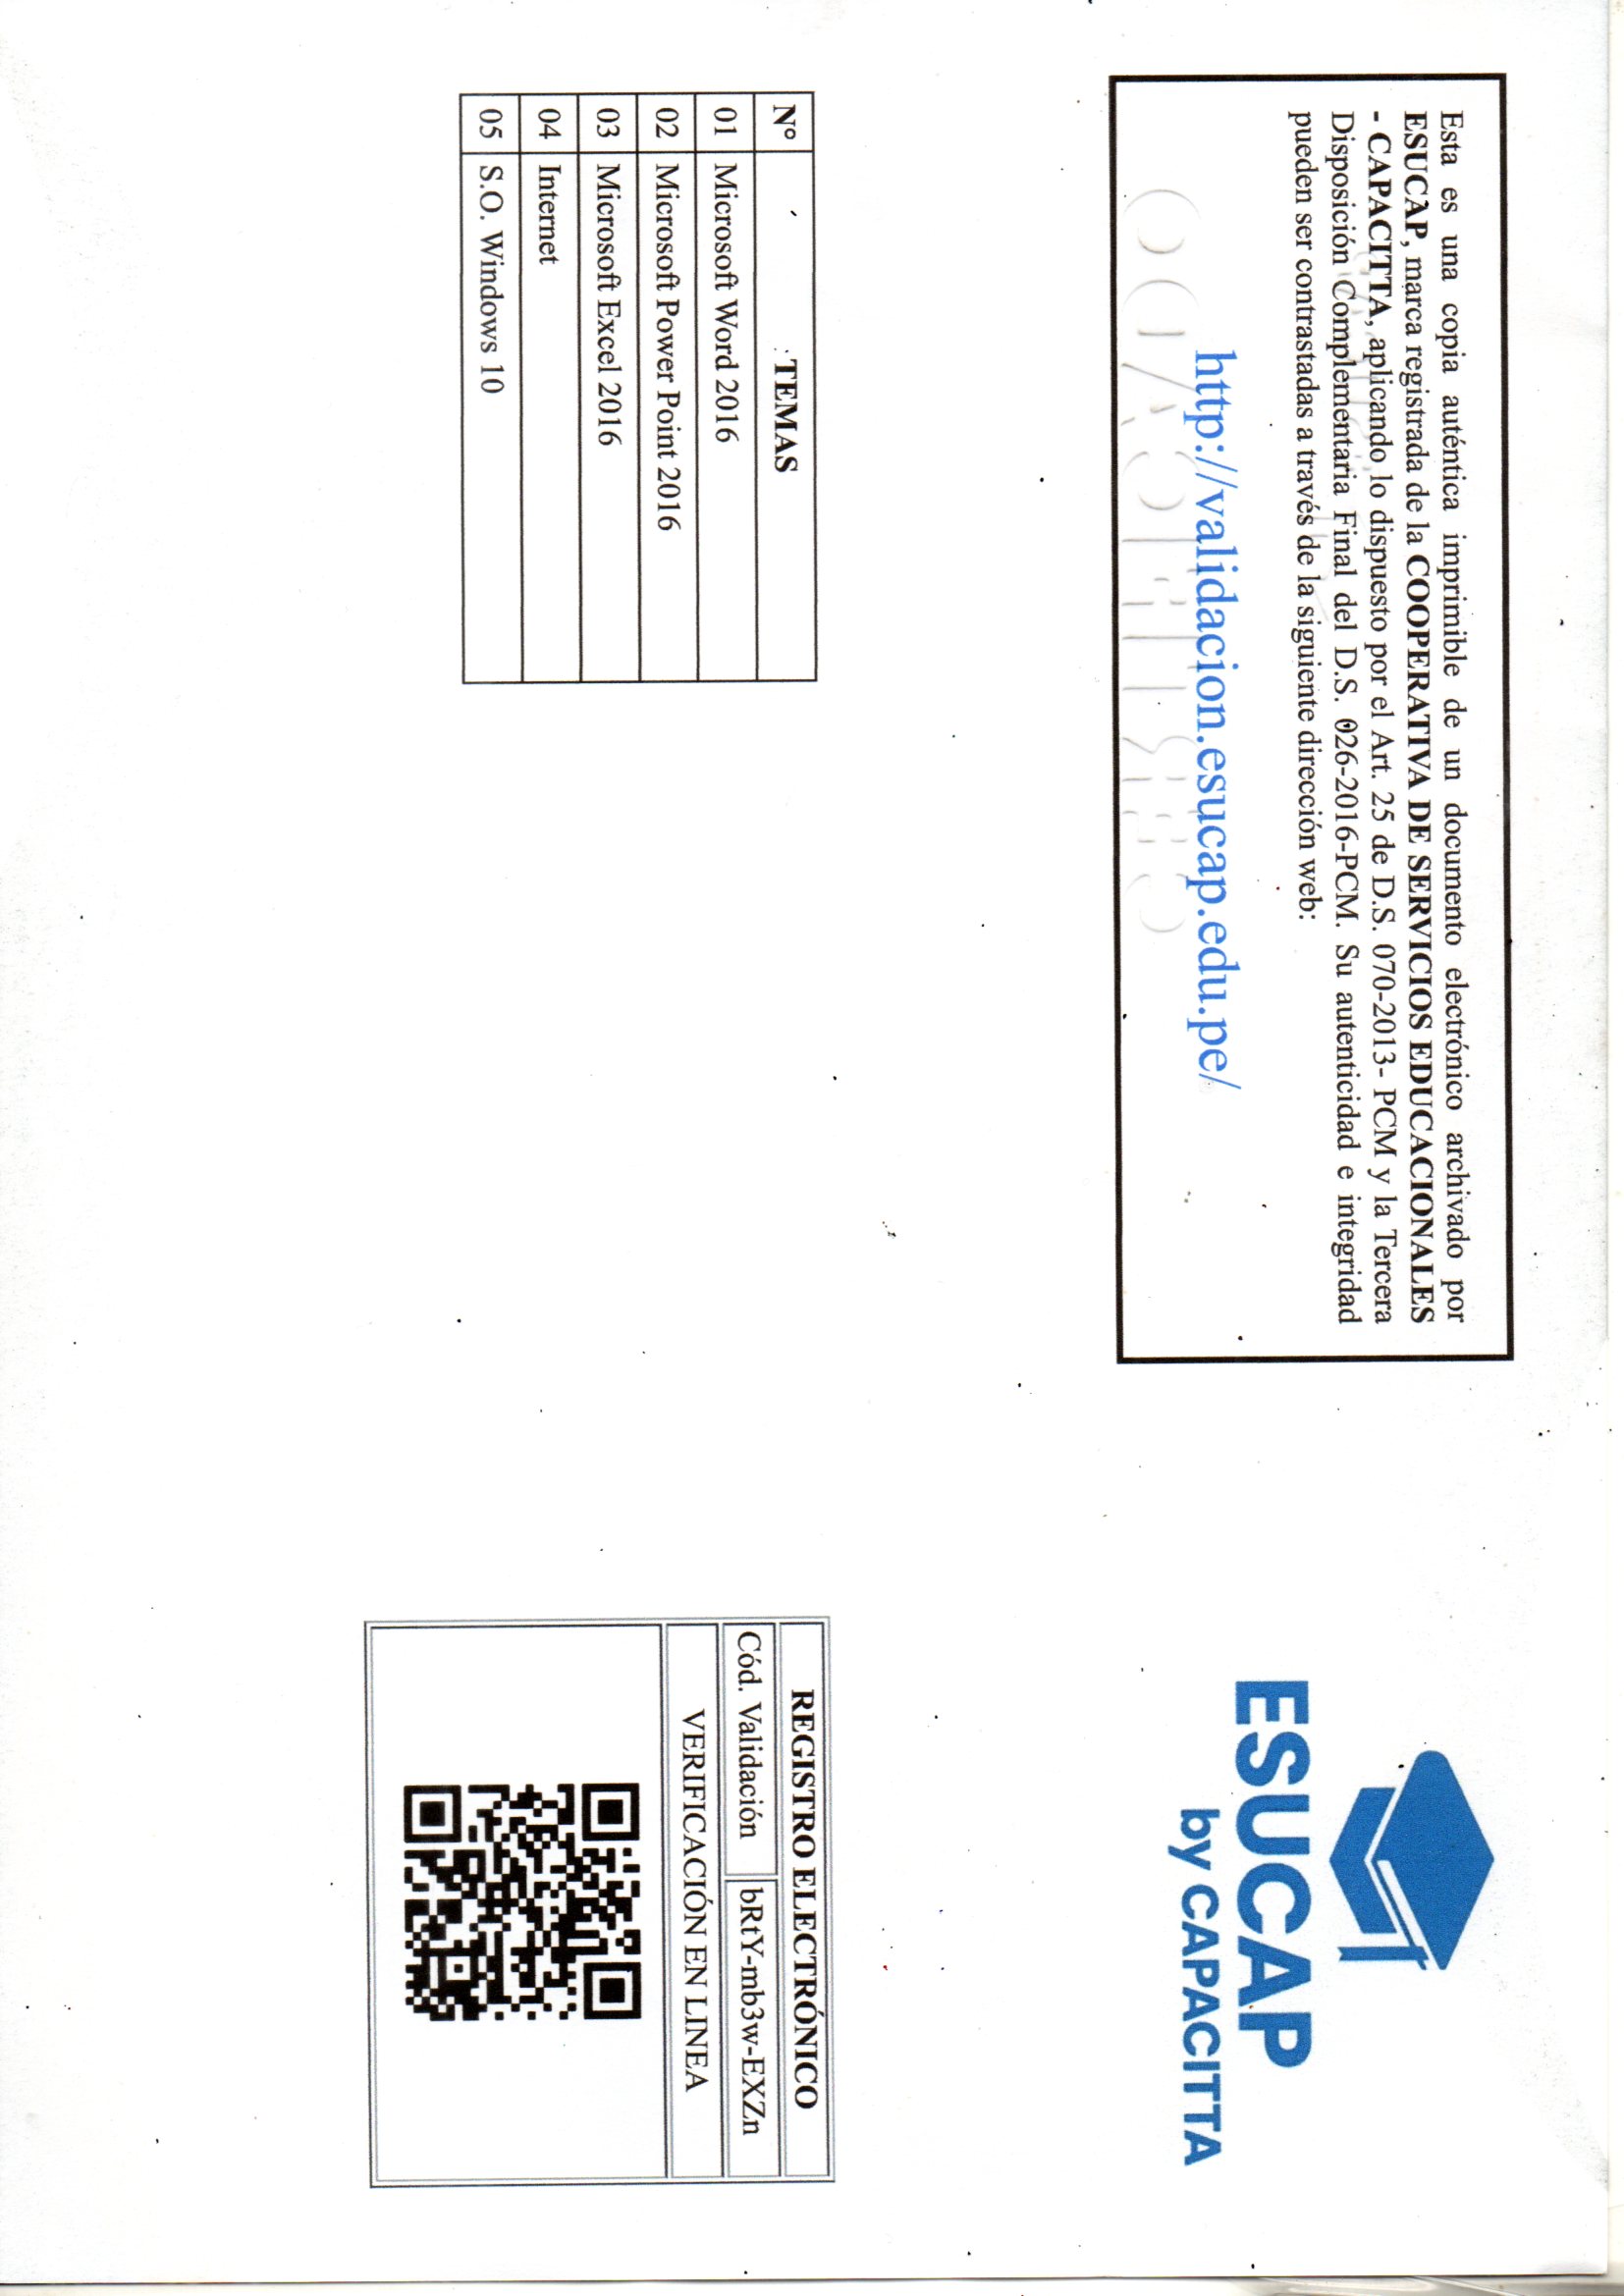 Esta es una copia auténtica imprimible de un documento electrónico archivado por
ESUCAP, marca registrada de la COOPERATIVA DE SERVICIOS EDUCACIONALES
- CAPACITTA, aplicando lo dispuesto por el Art. 25 de D.S. 070-2013- PCM y la Tercera
Disposición Complementaria Final del D.S. 026-2016-PCM. Su autenticidad e integridad
pueden ser contrastadas a través de la siguiente dirección web:
http://validacion.esucap.edu.pe/
ESUCAP
by CAPACITTA
N° TEMAS
01 Microsoft Word 2016
02 Microsoft Power Point 2016
03 Microsoft Excel 2016
04 Internet
05 S.O. Windows 10
REGISTRO ELECTRÓNICO
Cód. Validación bRtY-mb3w-EXZn
VERIFICACIÓN EN LINEA